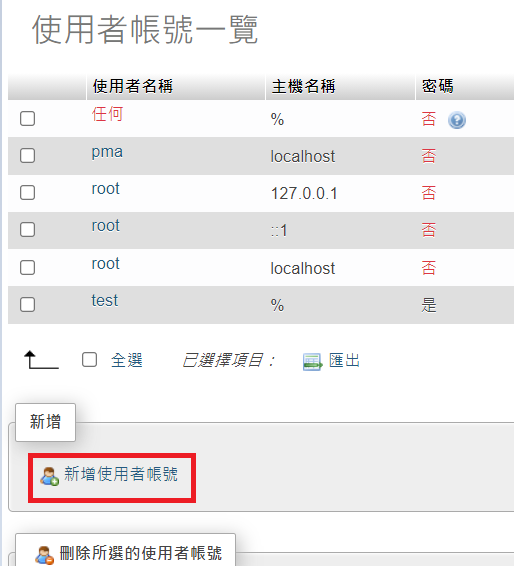 使用者帳號一覽
使用者名稱 主機名稱 密碼
任何 % 否
pma localhost 否
root 127.0.0.1 否
root ::1 否
root localhost 否
test % 是
全選 已選擇項目： 匯出
新增
新增使用者帳號
刪除所選的使用者帳號